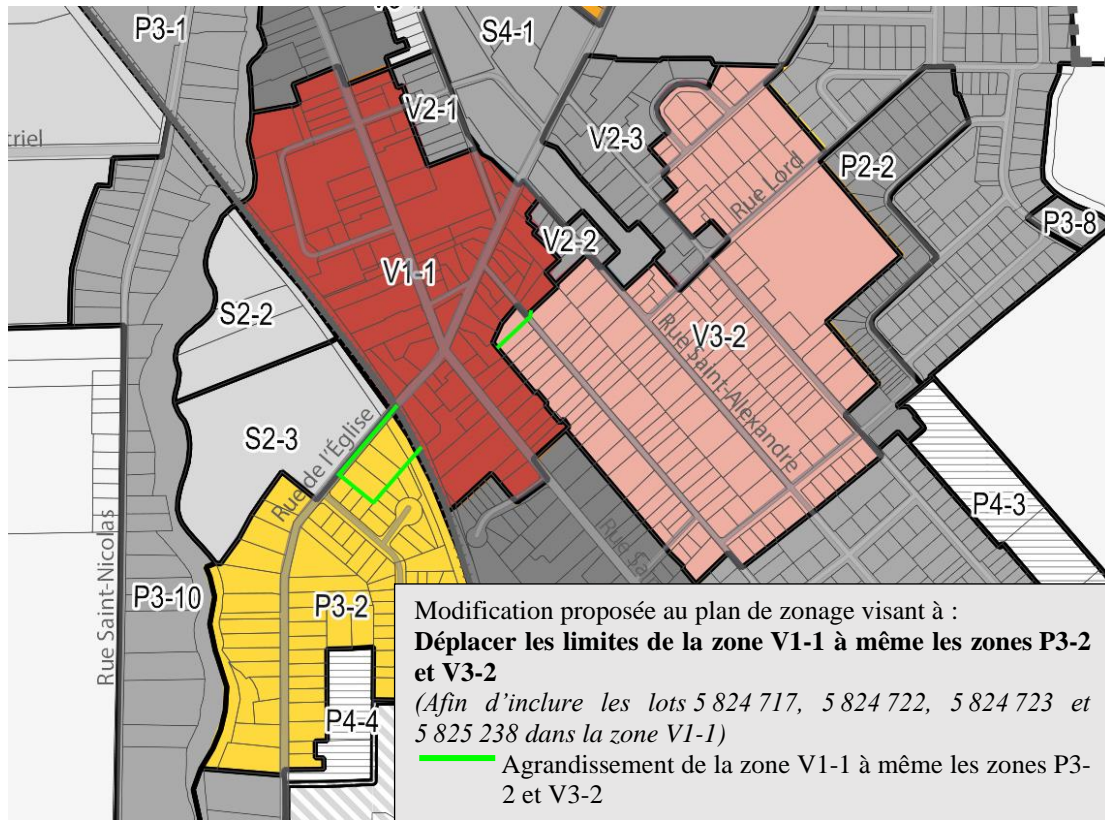 P3-1
S4-1
V2-1
V2-3
P2-2
Rue Lord
P3-8
V2-2
V1-1
S2-2
V3-2
Rue Saint-Alexandre
S2-3
Rue de l'Église
P4-3
Rue Saint-Nicolas
P3-10
P3-2
P4-4
Modification proposée au plan de zonage visant à :
Déplacer les limites de la zone V1-1 à même les zones P3-2
et V3-2
(Afin d'inclure les lots 5 824 717, 5 824 722, 5 824 723 et
5 825 238 dans la zone V1-1)
Agrandissement de la zone V1-1 à même les zones P3-
2 et V3-2